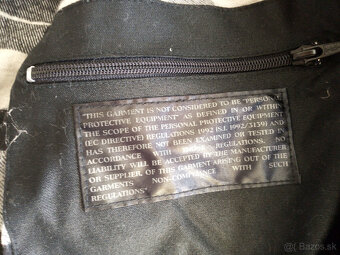 "THIS GARMENT IS NOT CONSIDERED TO BE "PERSONAL
PROTECTIVE EQUIPMENT" AS DEFINED IN OR WITHIN
THE SCOPE OF THE PERSONAL PROTECTIVE EQUIPMENT
(EC DIRECTIVE) REGULATIONS 1992 (S.I. 1992/3139) AND
HAS THEREFORE NOT BEEN EXAMINED OR TESTED IN
ACCORDANCE WITH THOSE REGULATIONS. NO
LIABILITY WILL BE ACCEPTED BY THE MANUFACTURER
OR SUPPLIER, OF THIS GARMENT ARISING OUT OF THE
GARMENTS NON-COMPLIANCE WITH SUCH
REGULATIONS"
bazos.sk